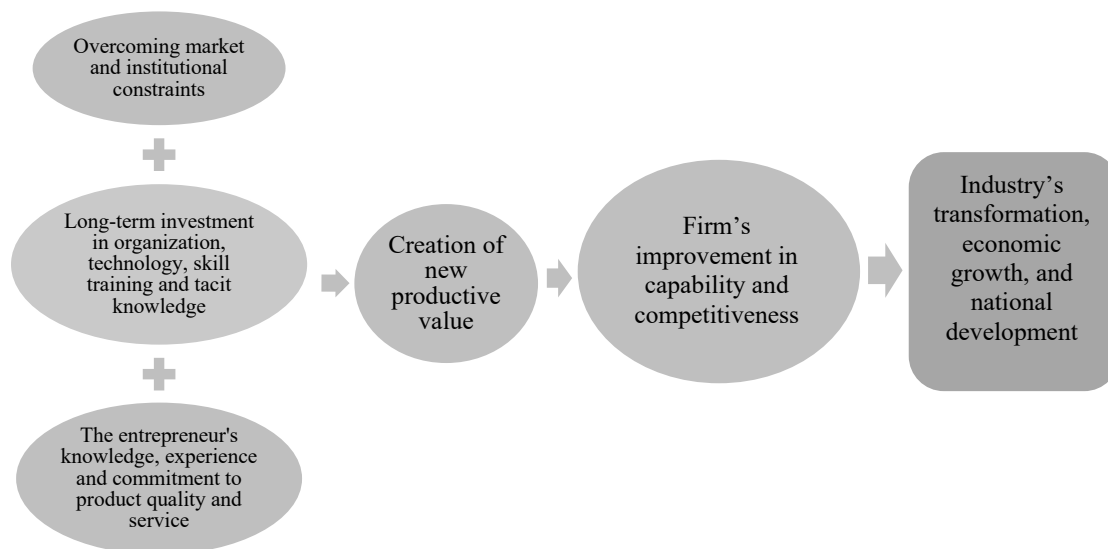 Overcoming market
and institutional
constraints
Long-term investment
in organization,
technology, skill
training and tacit
knowledge
The entrepreneur's
knowledge, experience
and commitment to
product quality and
service
Creation of
new
productive
value
Firm’s
improvement in
capability and
competitiveness
Industry’s
transformation,
economic
growth, and
national
development